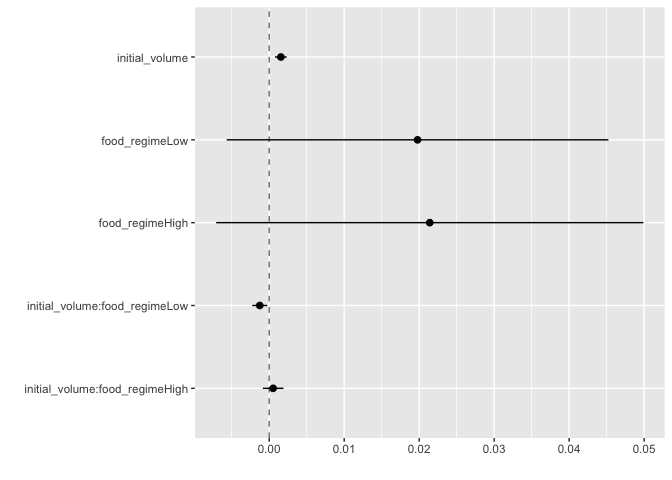 initial_volume
food_regimeLow
food_regimeHigh
initial_volume:food_regimeLow
initial_volume:food_regimeHigh
0.00 0.01 0.02 0.03 0.04 0.05